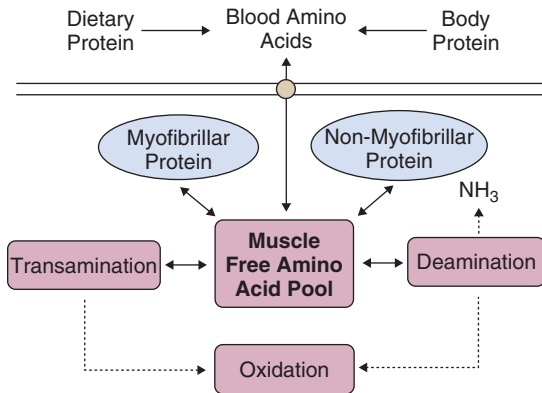 Dietary
Protein
Blood Amino
Acids
Body
Protein
Myofibrillar
Protein
Non-Myofibrillar
Protein
NH3
Transamination
Muscle
Free Amino
Acid Pool
Deamination
Oxidation